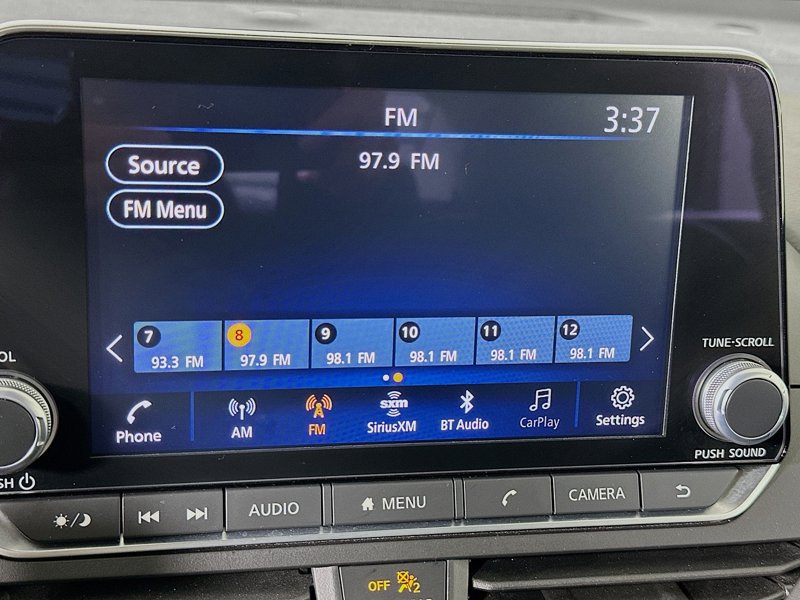 FM
3:37
Source
97.9 FM
FM Menu
7
8
9
10
11
12
93.3 FM
97.9 FM
98.1 FM
98.1 FM
98.1 FM
98.1 FM
TUNE·SCROLL
OL
Phone
AM
FM
sxm
SiriusXM
BT Audio
CarPlay
Settings
PUSH SOUND
SH
AUDIO
MENU
CAMERA
OFF
2